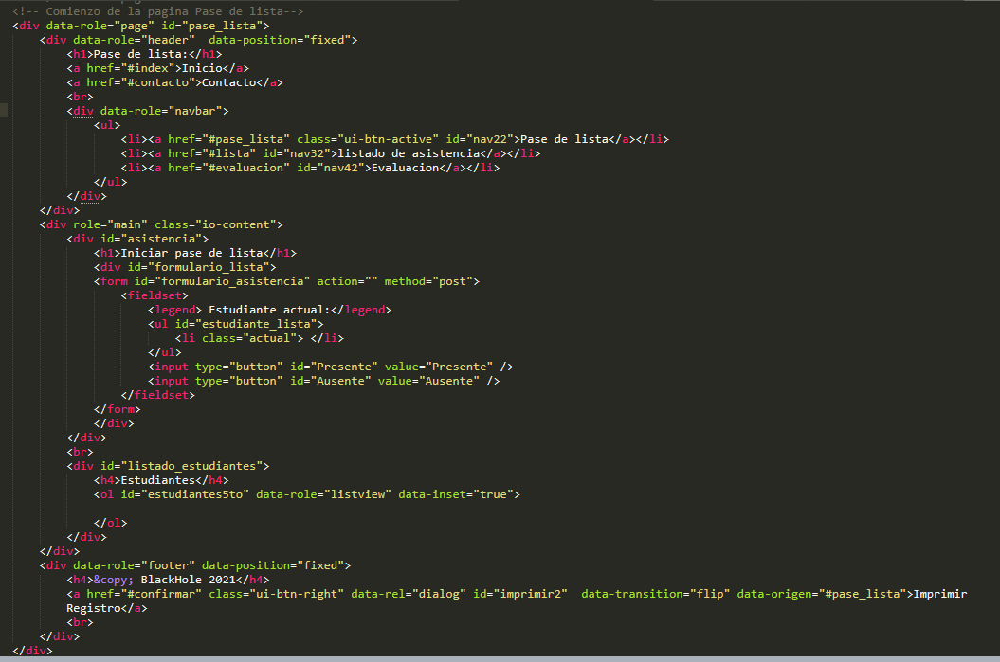 <!-- Comienzo de la pagina Pase de lista-->
<div data-role="page" id="pase_lista">
<div data-role="header"  data-position="fixed">
<h1>Pase de lista:</h1>
<a href="#index">Inicio</a>
<a href="#contacto">Contacto</a>
<br>
<div data-role="navbar">
<ul>
<li><a href="#pase_lista" class="ui-btn-active" id="nav22">Pase de lista</a></li>
<li><a href="#lista" id="nav32">listado de asistencia</a></li>
<li><a href="#evaluacion" id="nav42">Evaluacion</a></li>
</ul>
</div>
</div>
<div role="main" class="io-content">
<div id="asistencia">
<h1>Iniciar pase de lista</h1>
<div id="formulario_lista">
<form id="formulario_asistencia" action="" method="post">
<fieldset>
<legend> Estudiante actual:</legend>
<ul id="estudiante_lista">
<li class="actual"> </li>
</ul>
<input type="button" id="Presente" value="Presente" />
<input type="button" id="Ausente" value="Ausente" />
</fieldset>
</form>
</div>
</div>
<br>
<div id="listado_estudiantes">
<h4>Estudiantes</h4>
<ol id="estudiantes5to" data-role="listview" data-inset="true">
</ol>
</div>
</div>
<div data-role="footer" data-position="fixed">
<h4>&copy; BlackHole 2021</h4>
<a href="#confirmar" class="ui-btn-right" data-rel="dialog" id="imprimir2"  data-transition="flip" data-origen="#pase_lista">Imprimir
Registro</a>
<br>
</div>
</div>